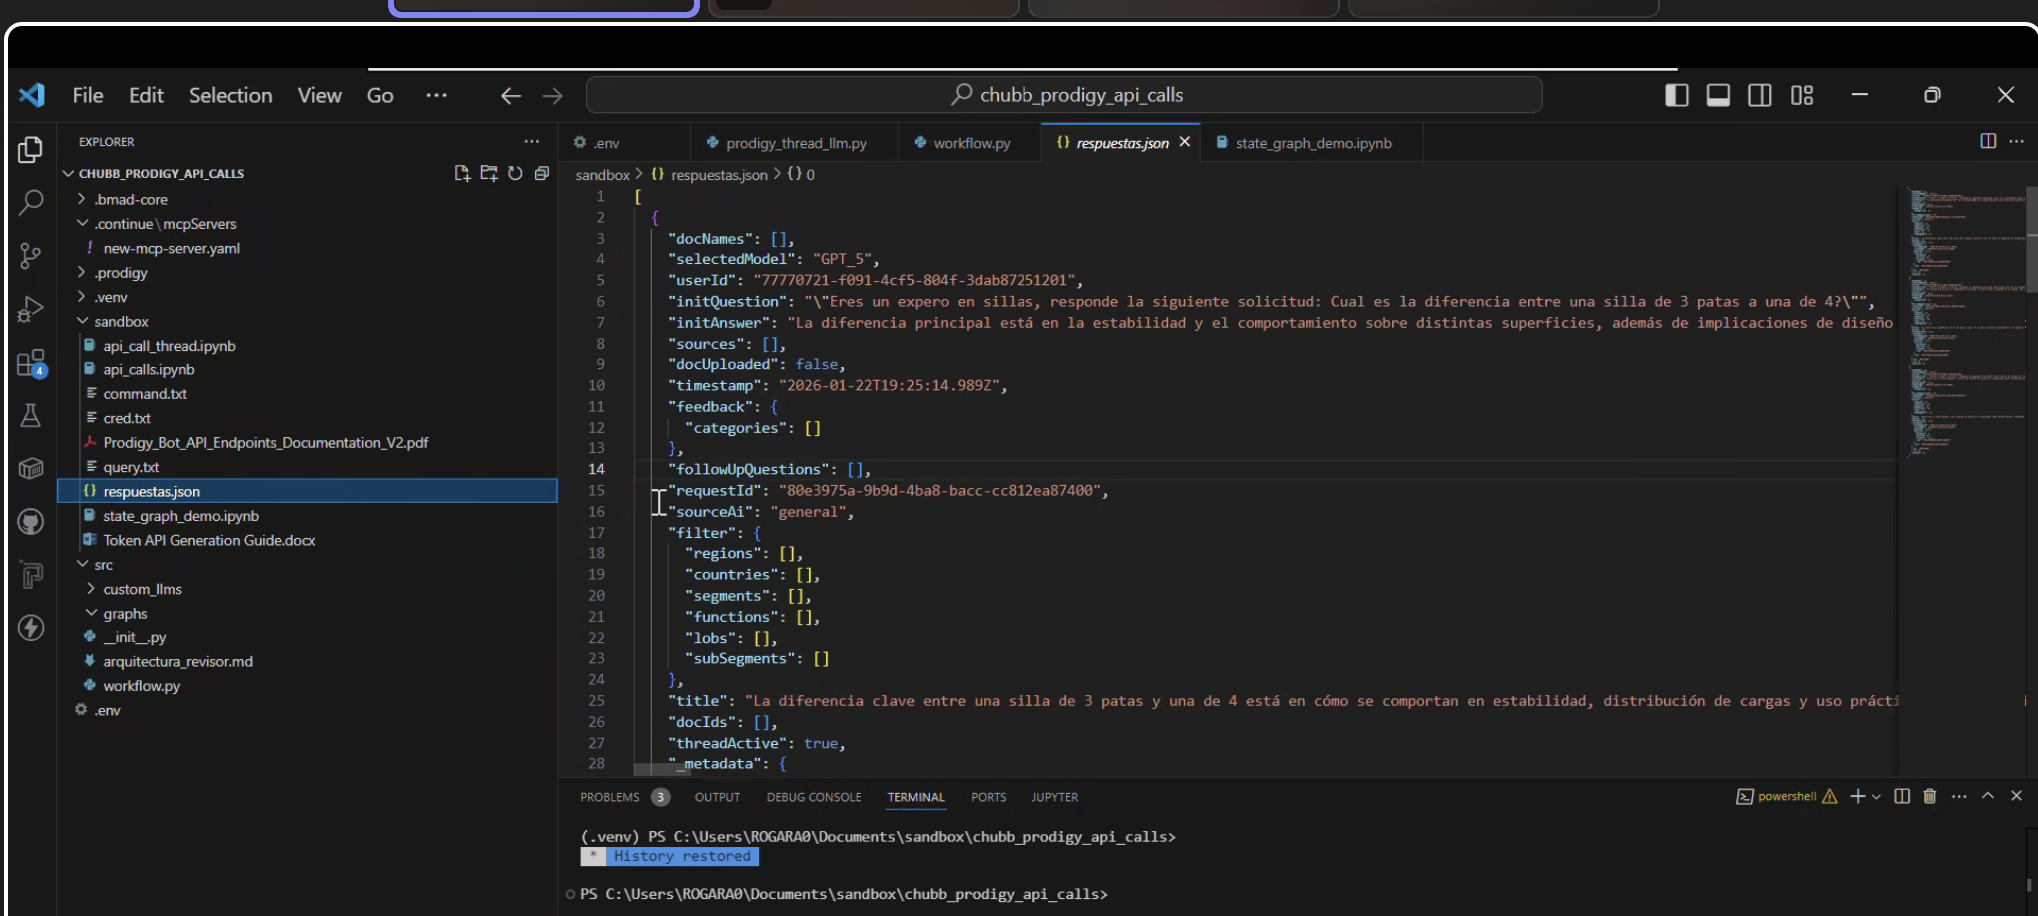 File Edit Selection View Go ··· chubb_prodigy_api_calls
EXPLORER ···
CHUBB_PRODIGY_API_CALLS
.bmad-core
.continue\mcpServers
! new-mcp-server.yaml
.prodigy
.venv
sandbox
api_call_thread.ipynb
api_calls.ipynb
4
command.txt
cred.txt
Prodigy_Bot_API_Endpoints_Documentation_V2.pdf
query.txt
{} respuestas.json
state_graph_demo.ipynb
Token API Generation Guide.docx
src
custom_llms
graphs
__init__.py
arquitectura_revisor.md
workflow.py
.env
.env prodigy_thread_llm.py workflow.py {} respuestas.json state_graph_demo.ipynb ···
sandbox > {} respuestas.json > {} 0
1 [
2 {
3 "docNames": [],
4 "selectedModel": "GPT_5",
5 "userId": "77770721-f091-4cf5-804f-3dab87251201",
6 "initQuestion": "\"Eres un expero en sillas, responde la siguiente solicitud: Cual es la diferencia entre una silla de 3 patas a una de 4?\"",
7 "initAnswer": "La diferencia principal está en la estabilidad y el comportamiento sobre distintas superficies, además de implicaciones de diseño
8 "sources": [],
9 "docUploaded": false,
10 "timestamp": "2026-01-22T19:25:14.989Z",
11 "feedback": {
12 "categories": []
13 },
14 "followUpQuestions": [],
15 "requestId": "80e3975a-9b9d-4ba8-bacc-cc812ea87400",
16 "sourceAi": "general",
17 "filter": {
18 "regions": [],
19 "countries": [],
20 "segments": [],
21 "functions": [],
22 "lobs": [],
23 "subSegments": []
24 },
25 "title": "La diferencia clave entre una silla de 3 patas y una de 4 está en cómo se comportan en estabilidad, distribución de cargas y uso prácti
26 "docIds": [],
27 "threadActive": true,
28 "_metadata": {
PROBLEMS 3 OUTPUT DEBUG CONSOLE TERMINAL PORTS JUPYTER powershell
(.venv) PS C:\Users\ROGARA0\Documents\sandbox\chubb_prodigy_api_calls>
* History restored
PS C:\Users\ROGARA0\Documents\sandbox\chubb_prodigy_api_calls>